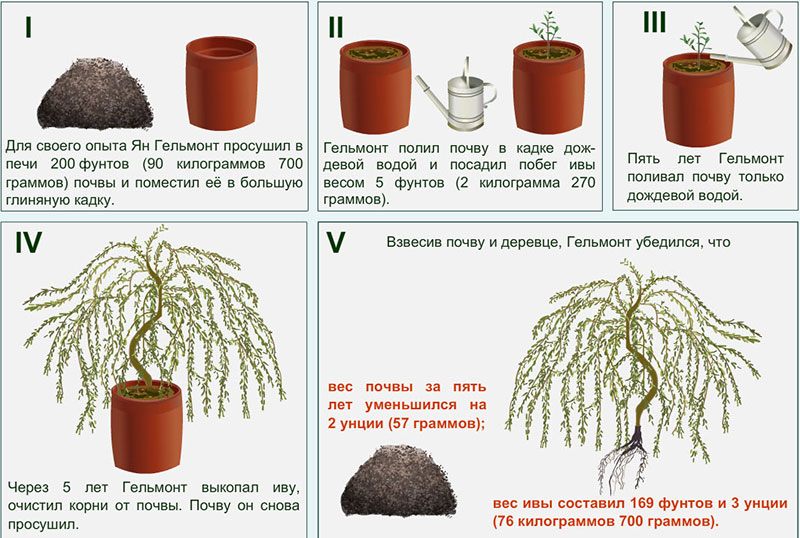 I
Для своего опыта Ян Гельмонт просушил в
печи 200 фунтов (90 килограммов 700
граммов) почвы и поместил её в большую
глиняную кадку.
II
Гельмонт полил почву в кадке дож-
девой водой и посадил побег ивы
весом 5 фунтов (2 килограмма 270
граммов).
III
Пять лет Гельмонт
поливал почву только
дождевой водой.
IV
Через 5 лет Гельмонт выкопал иву,
очистил корни от почвы. Почву он снова
просушил.
V
Взвесив почву и деревце, Гельмонт убедился, что
вес почвы за пять
лет уменьшился на
2 унции (57 граммов);
вес ивы составил 169 фунтов и 3 унции
(76 килограммов 700 граммов).